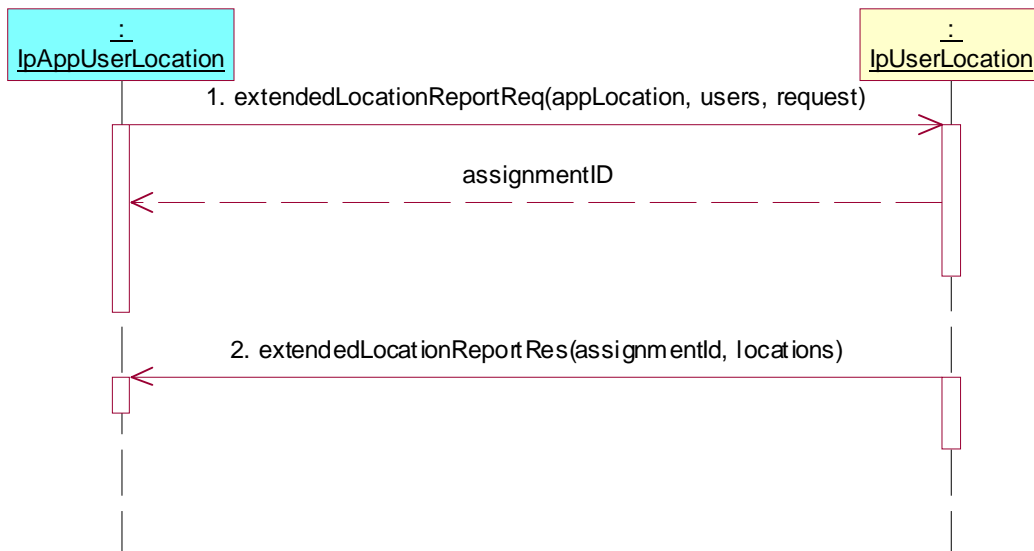 :
IpAppUserLocation
:
IpUserLocation
1. extendedLocationReportReq(appLocation, users, request)
assignmentID
2. extendedLocationReportRes(assignmentId, locations)